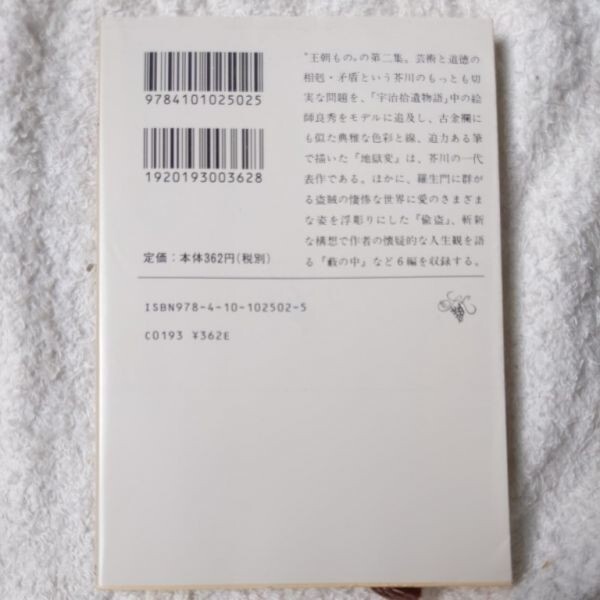 9784101025025
1920193003628
定価：本体362円(税別)
ISBN978-4-10-102502-5
C0193 ¥362E
“王朝もの”の第二集。芸術と道徳の
相剋・矛盾という芥川のもっとも切
実な問題を、「宇治拾遺物語」中の絵
師良秀をモデルに追及し、古金襴に
も似た典雅な色彩と線、迫力ある筆
で描いた『地獄変』は、芥川の一代
表作である。ほかに、羅生門に群が
る盗賊の悽惨な世界に愛のさまざま
な姿を浮彫りにした『偸盗』、斬新
な構想で作者の懐疑的な人生観を語
る『藪の中』など6編を収録する。